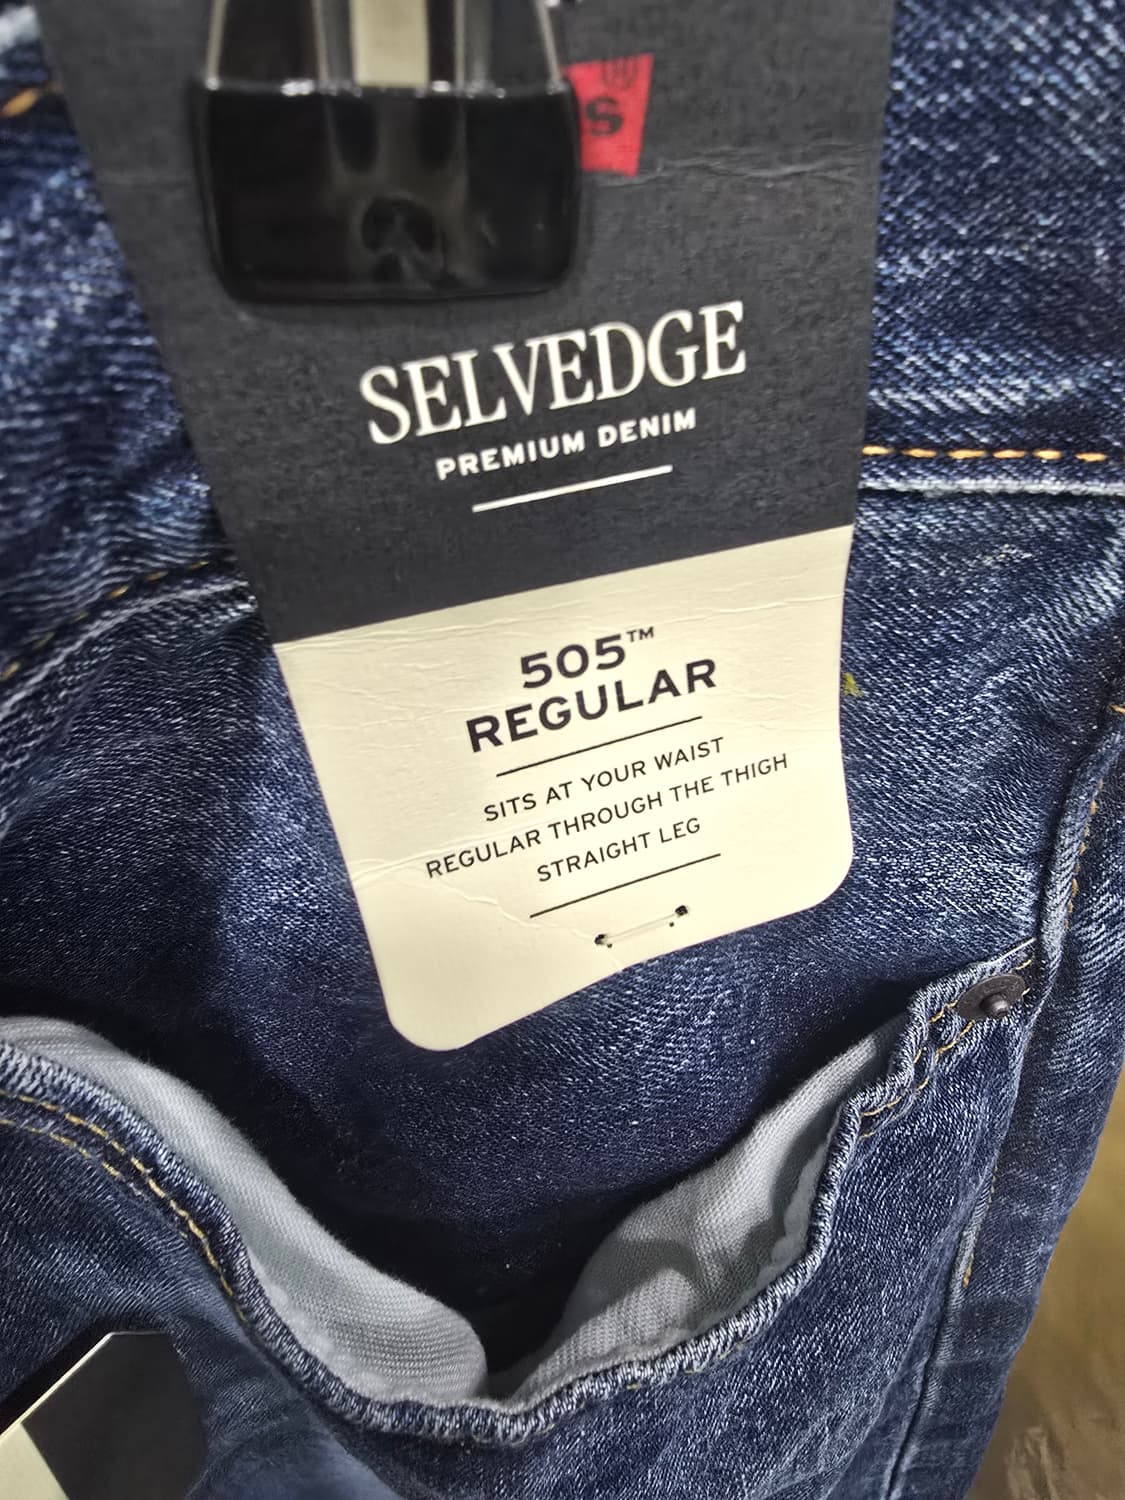 S
SELVEDGE
PREMIUM DENIM
505™
REGULAR
SITS AT YOUR WAIST
REGULAR THROUGH THE THIGH
STRAIGHT LEG